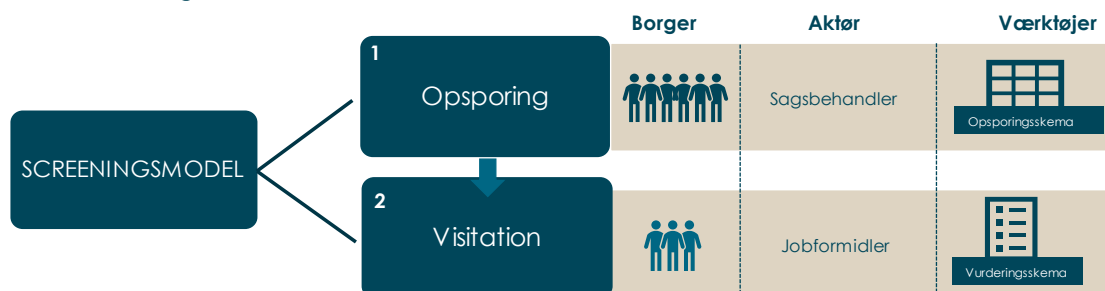 Borger
Aktør
Værktøjer
SCREENINGSMODEL
1
Opsporing
Sagsbehandler
Opsporingsskema
2
Visitation
Jobformidler
Vurderingsskema